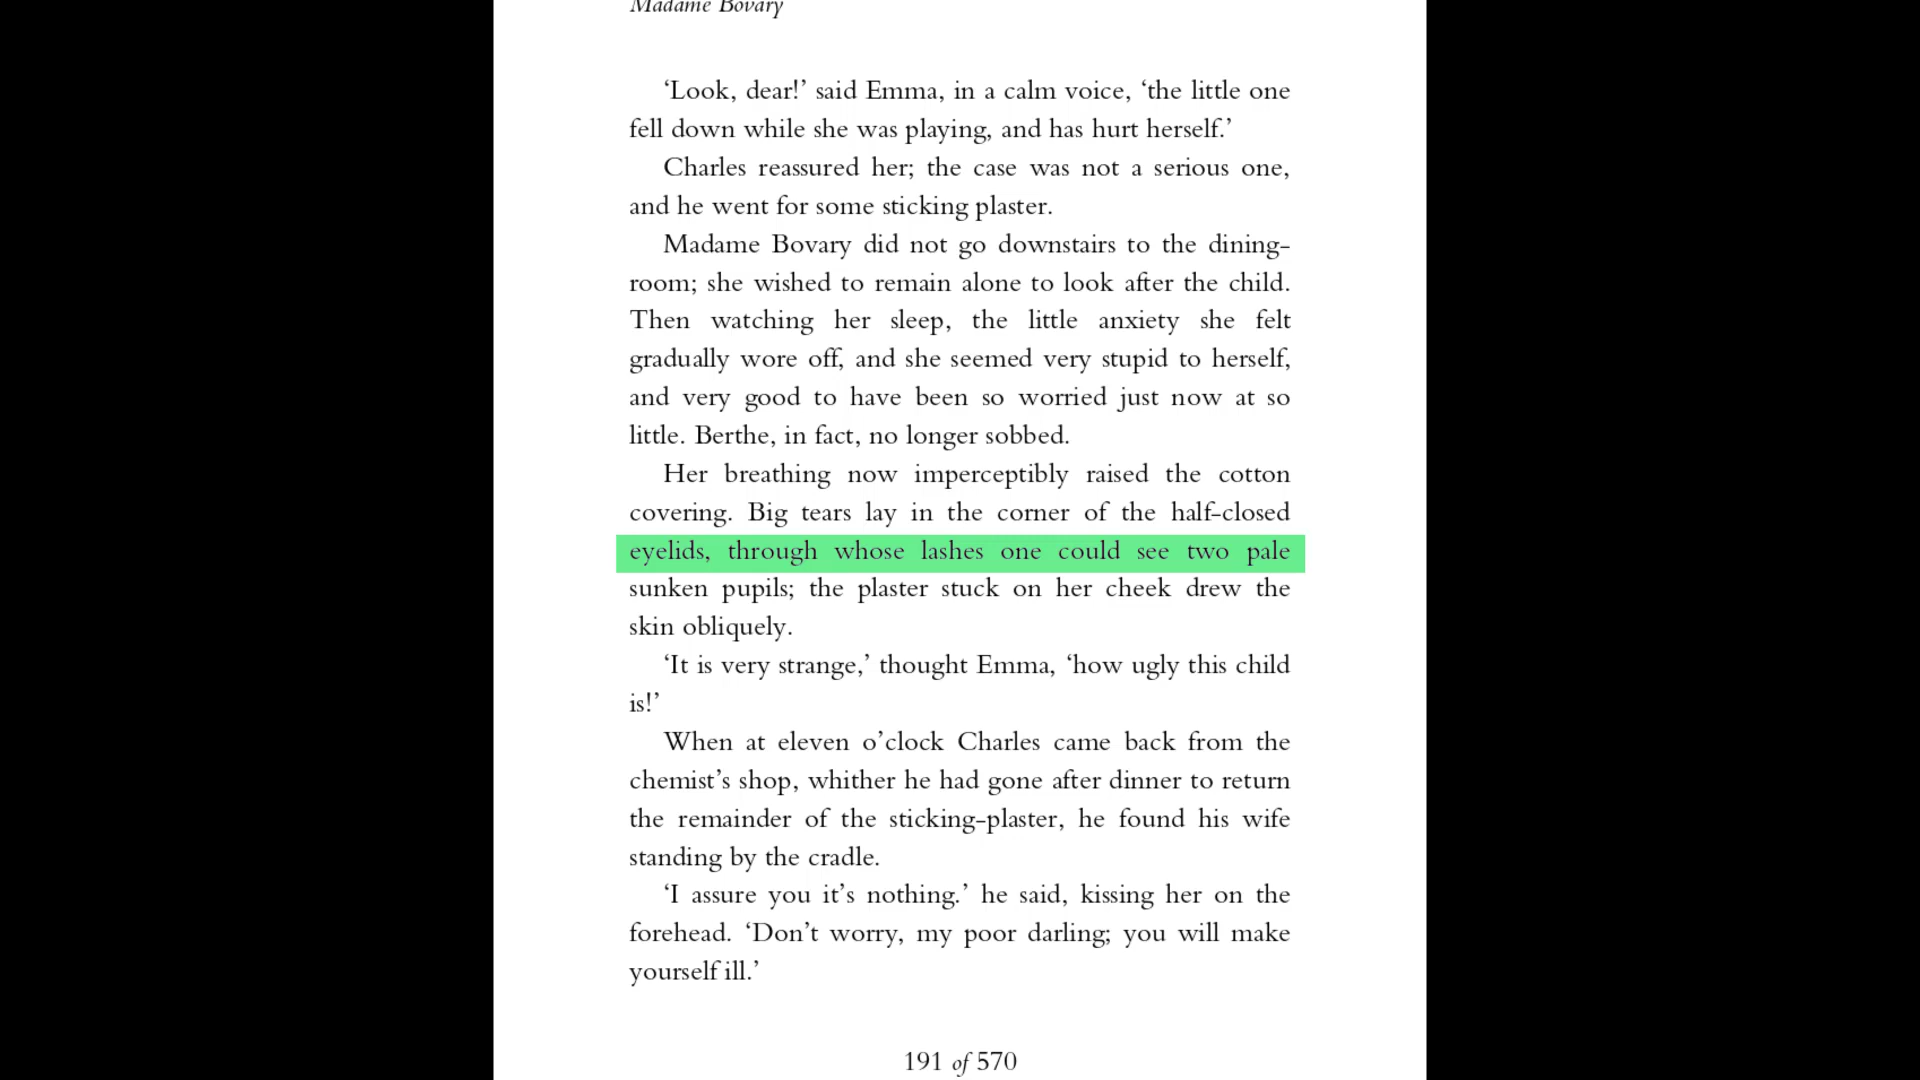 Madame Bovary
‘Look, dear!’ said Emma, in a calm voice, ‘the little one
fell down while she was playing, and has hurt herself.’
Charles reassured her; the case was not a serious one,
and he went for some sticking plaster.
Madame Bovary did not go downstairs to the dining-
room; she wished to remain alone to look after the child.
Then watching her sleep, the little anxiety she felt
gradually wore off, and she seemed very stupid to herself,
and very good to have been so worried just now at so
little. Berthe, in fact, no longer sobbed.
Her breathing now imperceptibly raised the cotton
covering. Big tears lay in the corner of the half-closed
eyelids, through whose lashes one could see two pale
sunken pupils; the plaster stuck on her cheek drew the
skin obliquely.
‘It is very strange,’ thought Emma, ‘how ugly this child
is!’
When at eleven o’clock Charles came back from the
chemist’s shop, whither he had gone after dinner to return
the remainder of the sticking-plaster, he found his wife
standing by the cradle.
‘I assure you it’s nothing.’ he said, kissing her on the
forehead. ‘Don’t worry, my poor darling; you will make
yourself ill.’
191 of 570